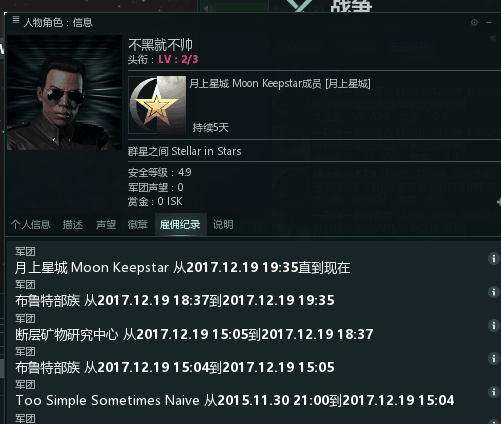 战争
人物角色：信息
不黑就不帅
头衔：LV：2/3
月上星城 Moon Keepstar成员 [月上星城]
持续5天
群星之间 Stellar in Stars
安全等级：4.9
军团声望：0
赏金：0 ISK
个人信息 描述 声望 徽章 雇佣纪录 说明
军团
月上星城 Moon Keepstar 从2017.12.19 19:35直到现在
军团
布鲁特部族 从2017.12.19 18:37到2017.12.19 19:35
军团
断层矿物研究中心 从2017.12.19 15:05到2017.12.19 18:37
军团
布鲁特部族 从2017.12.19 15:04到2017.12.19 15:05
军团
Too Simple Sometimes Naive 从2015.11.30 21:00到2017.12.19 15:04
军团